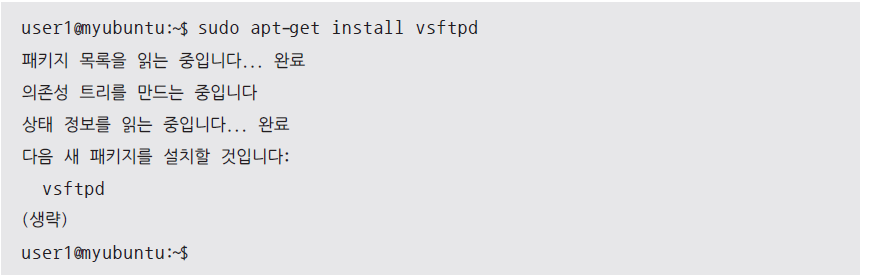 user1@myubuntu:~$ sudo apt-get install vsftpd
패키지 목록을 읽는 중입니다... 완료
의존성 트리를 만드는 중입니다
상태 정보를 읽는 중입니다... 완료
다음 새 패키지를 설치할 것입니다:
  vsftpd
(생략)
user1@myubuntu:~$